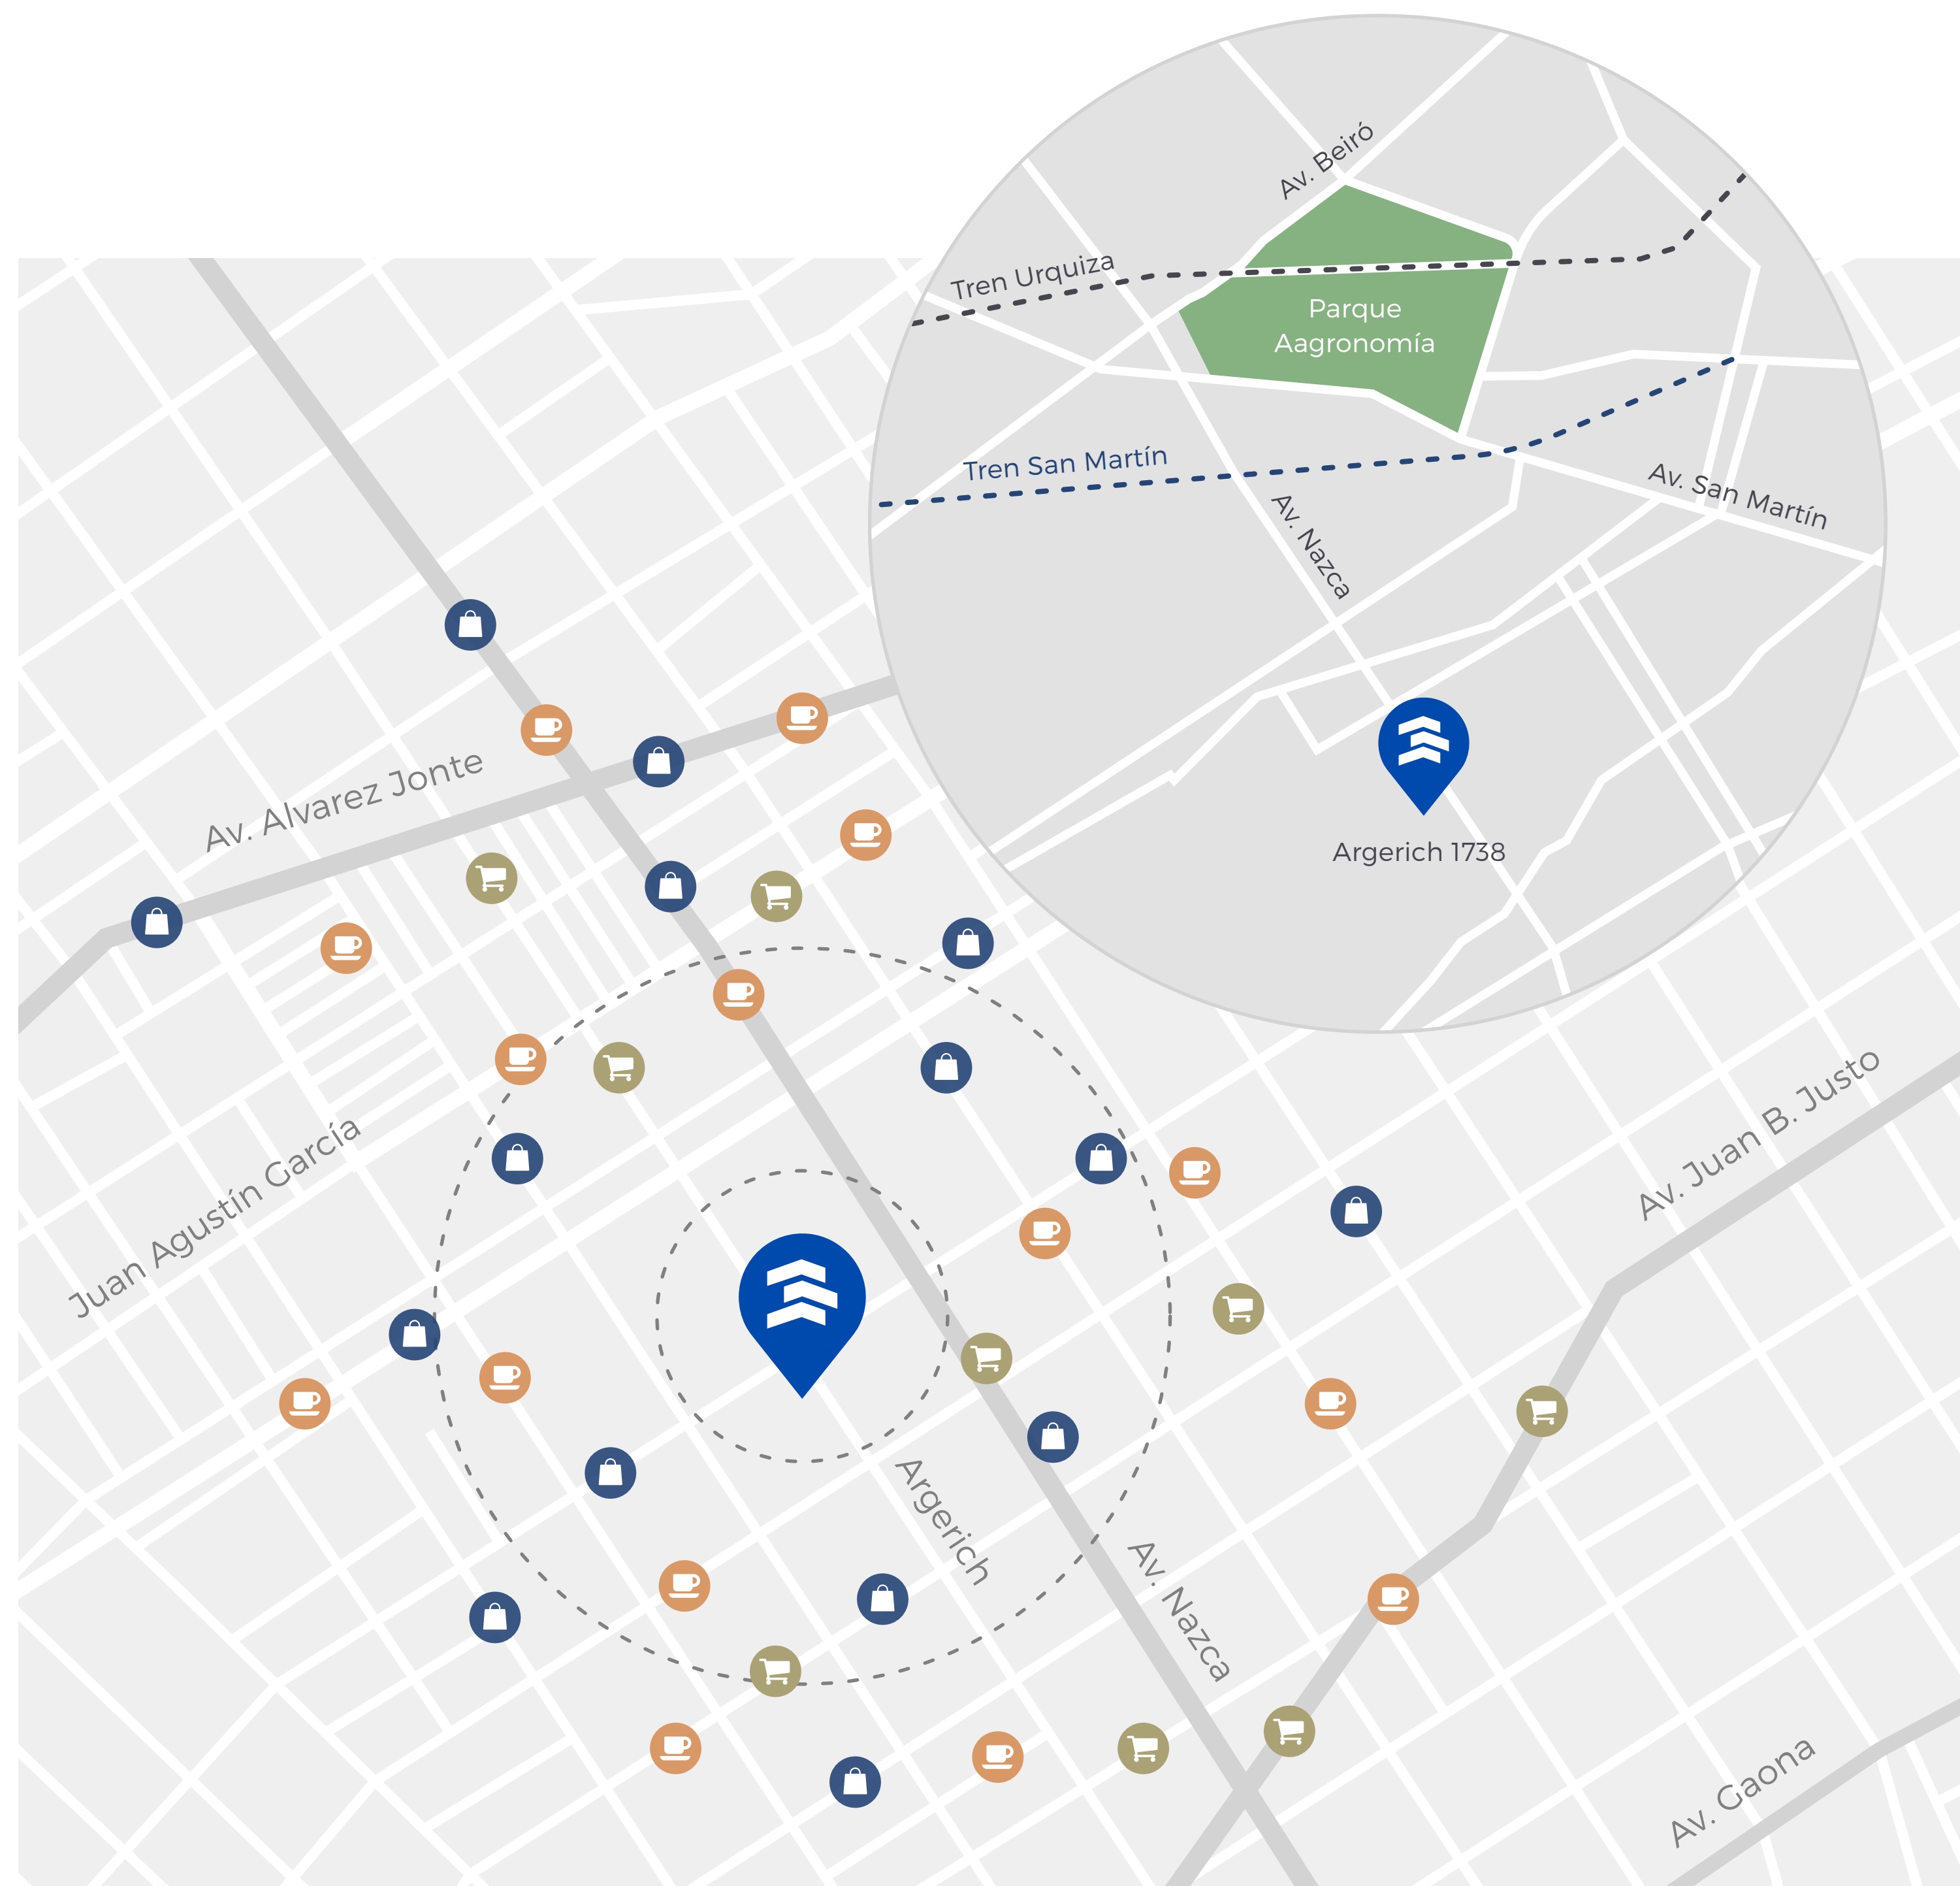 Av. Beiró
Tren Urquiza
Parque
Aagronomía
Tren San Martín
Av. San Martín
Av. Nazca
Argerich 1738
Av. Alvarez Jonte
Juan Agustín García
Av. Juan B. Justo
Argerich
Av. Nazca
Av. Gaona